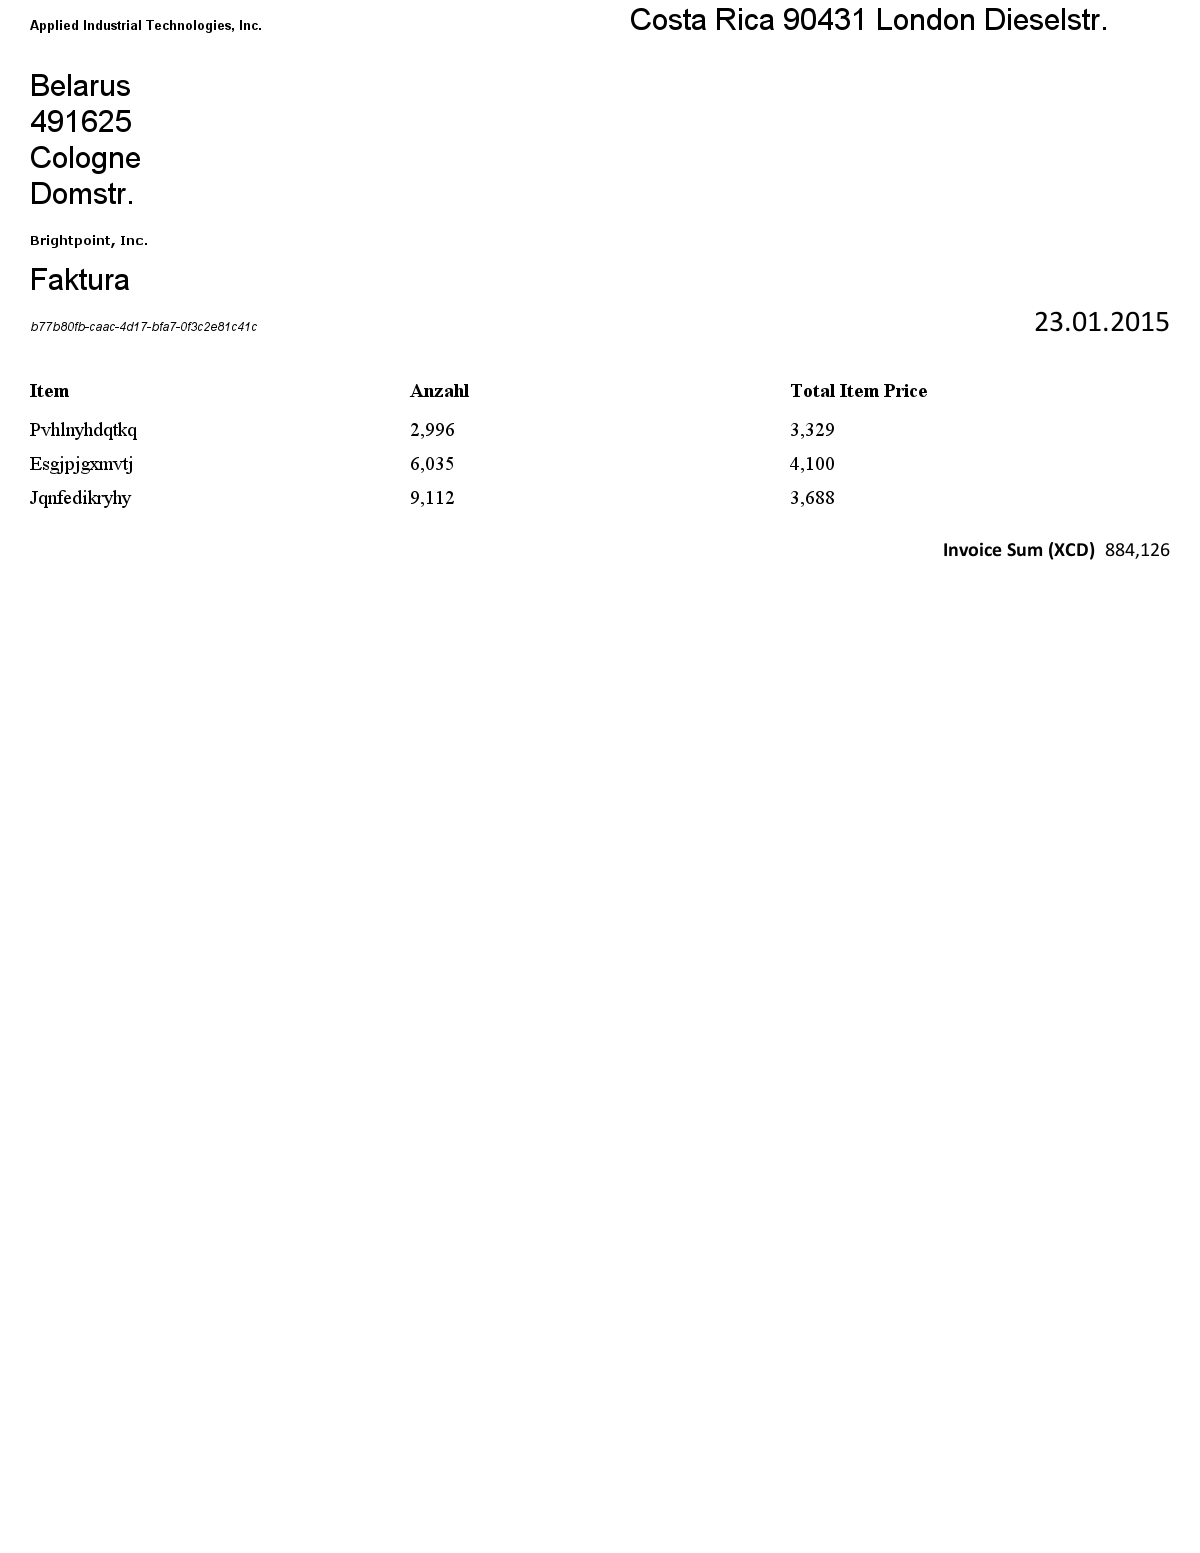 Applied Industrial Technologies, Inc.
Costa Rica 90431 London Dieselstr.
Belarus
491625
Cologne
Domstr.
Brightpoint, Inc.
Faktura
b77b80fb-caac-4d17-bfa7-0f3c2e81c41c
23.01.2015
Item Anzahl Total Item Price
Pvhlnyhdqtkq 2,996 3,329
Esgjpjgxmvtj 6,035 4,100
Jqnfedikryhy 9,112 3,688
Invoice Sum (XCD) 884,126